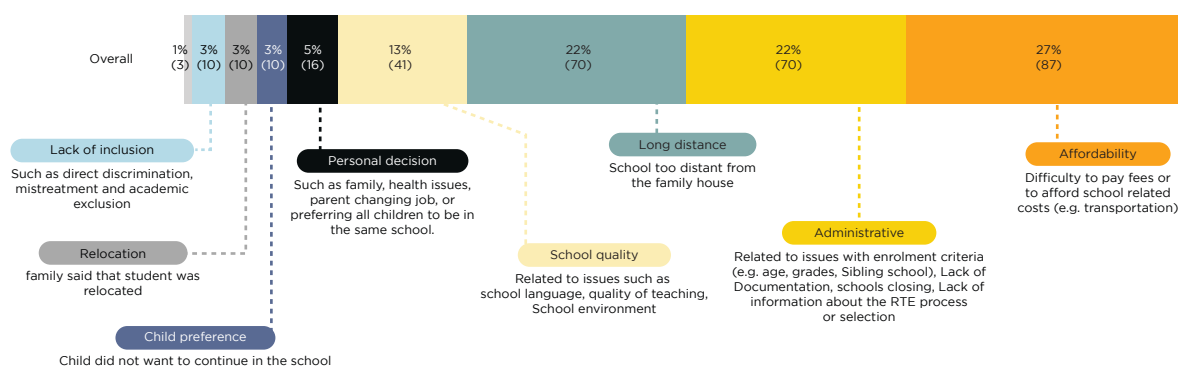 Overall
1%
(3)
3%
(10)
3%
(10)
3%
(10)
5%
(16)
13%
(41)
22%
(70)
22%
(70)
27%
(87)
Lack of inclusion
Such as direct discrimination,
mistreatment and academic
exclusion
Relocation
family said that student was
relocated
Child preference
Child did not want to continue in the school
Personal decision
Such as family, health issues,
parent changing job, or
preferring all children to be in
the same school.
School quality
Related to issues such as
school language, quality of teaching,
School environment
Long distance
School too distant from
the family house
Administrative
Related to issues with enrolment criteria
(e.g. age, grades, Sibling school), Lack of
Documentation, schools closing, Lack of
information about the RTE process
or selection
Affordability
Difficulty to pay fees or
to afford school related
costs (e.g. transportation)